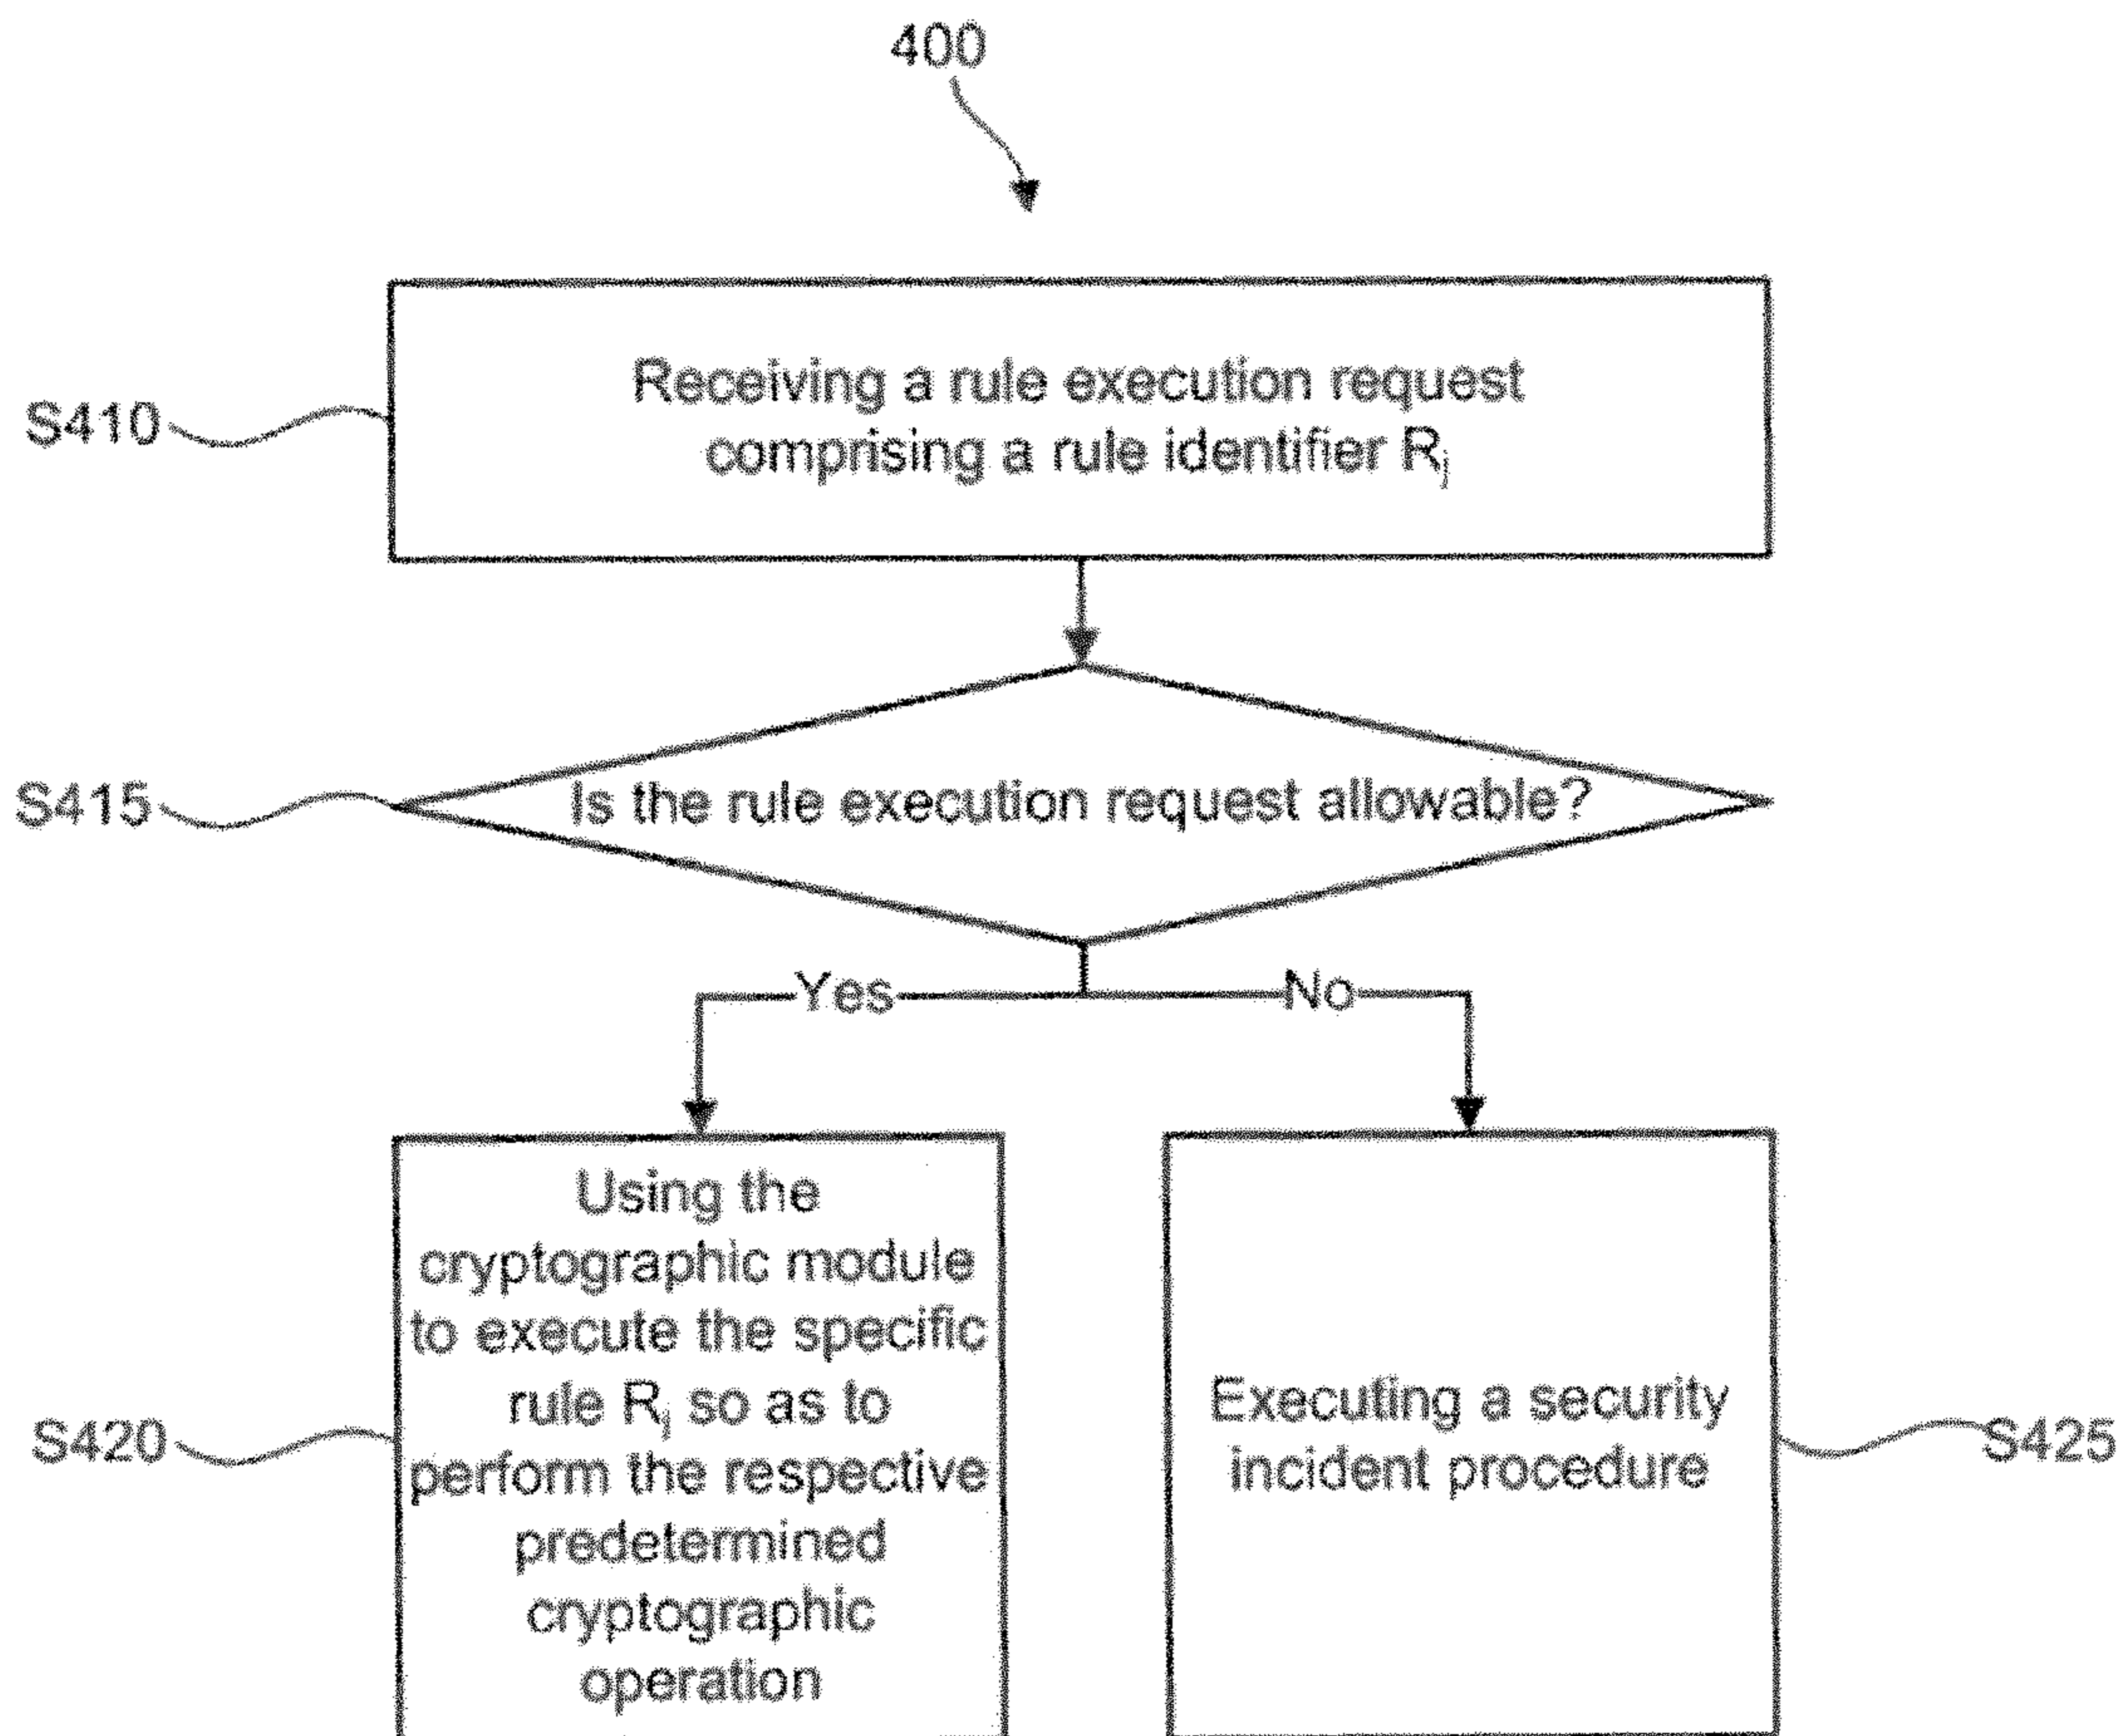 400
S410
Receiving a rule execution request
comprising a rule identifier Rj
S415
Is the rule execution request allowable?
Yes
No
S420
Using the
cryptographic module
to execute the specific
rule Rj so as to
perform the respective
predetermined
cryptographic
operation
Executing a security
incident procedure
S425